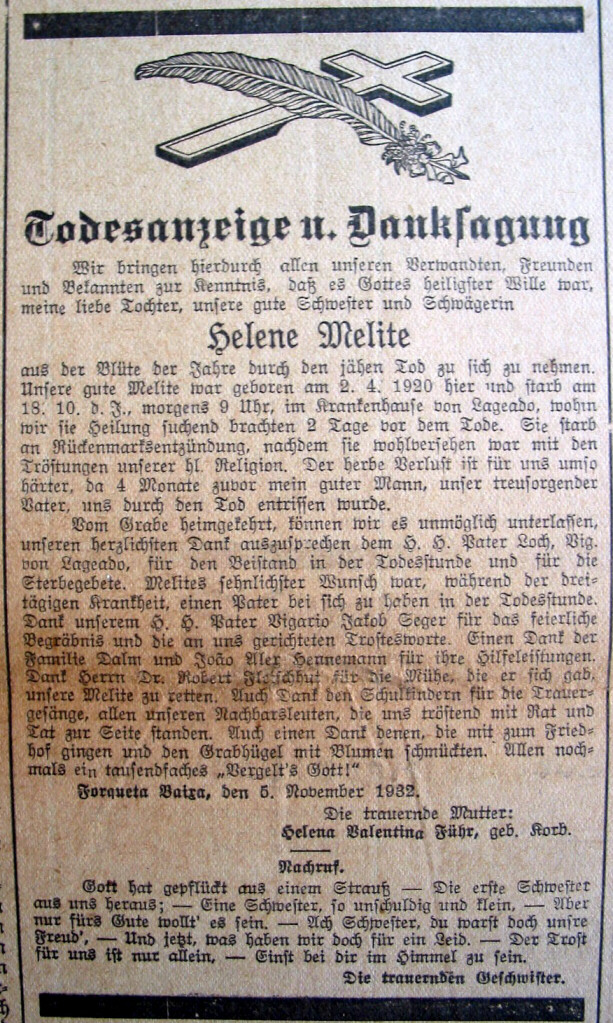 Todesanzeige u. Danksagung
Wir bringen hierdurch allen unseren Verwandten, Freunden
und Bekannten zur Kenntnis, daß es Gottes heiligster Wille war,
meine liebe Tochter, unsere gute Schwester und Schwägerin
Helene Melite
aus der Blüte der Jahre durch den jähen Tod zu sich zu nehmen.
Unsere gute Melite war geboren am 2. 4. 1920 hier und starb am
18. 10. d. J., morgens 9 Uhr, im Krankenhause von Lageado, wohin
wir sie Heilung suchend brachten 2 Tage vor dem Tode. Sie starb
an Rückenmarksentzündung, nachdem sie wohlversehen war mit den
Tröstungen unserer hl. Religion. Der herbe Verlust ist für uns umso
härter, da 4 Monate zuvor mein guter Mann, unser treusorgender
Vater, uns durch den Tod entrissen wurde.
Vom Grabe heimgekehrt, können wir es unmöglich unterlassen,
unseren herzlichsten Dank auszusprechen dem H. H. Pater Loch, Vig.
von Lageado, für den Beistand in der Todesstunde und für die
Sterbegebete. Melites sehnlichster Wunsch war, während der drei-
tägigen Krankheit, einen Pater bei sich zu haben in der Todesstunde.
Dank unserem H. H. Pater Vigario Jakob Seger für das feierliche
Begräbnis und die an uns gerichteten Trostesworte. Einen Dank der
Familie Dalm und João Alex Hennemann für ihre Hilfeleistungen.
Dank Herrn Dr. Robert für die Mühe, die er sich gab,
unsere Melite zu retten. Auch Dank den Schulkindern für die Trauer-
gesänge, allen unseren Nachbarsleuten, die uns tröstend mit Rat und
Tat zur Seite standen. Auch einen Dank denen, die mit zum Fried-
hof gingen und den Grabhügel mit Blumen schmückten. Allen noch-
mals ein tausendfaches „Vergelt's Gott!"
Forqueta Baixa, den 5. November 1932.
Die trauernde Mutter:
Helena Valentina Führ, geb. Korb.
Nachruf.
Gott hat gepflückt aus einem Strauß — Die erste Schwester
aus uns heraus; — Eine Schwester, so unschuldig und klein, — Aber
nur fürs Gute wollt' es sein. — Ach Schwester, du warst doch unsre
Freud', — Und jetzt, was haben wir doch für ein Leid. — Der Trost
für uns ist nur allein, — Einst bei dir im Himmel zu sein.
Die trauernden Geschwister.